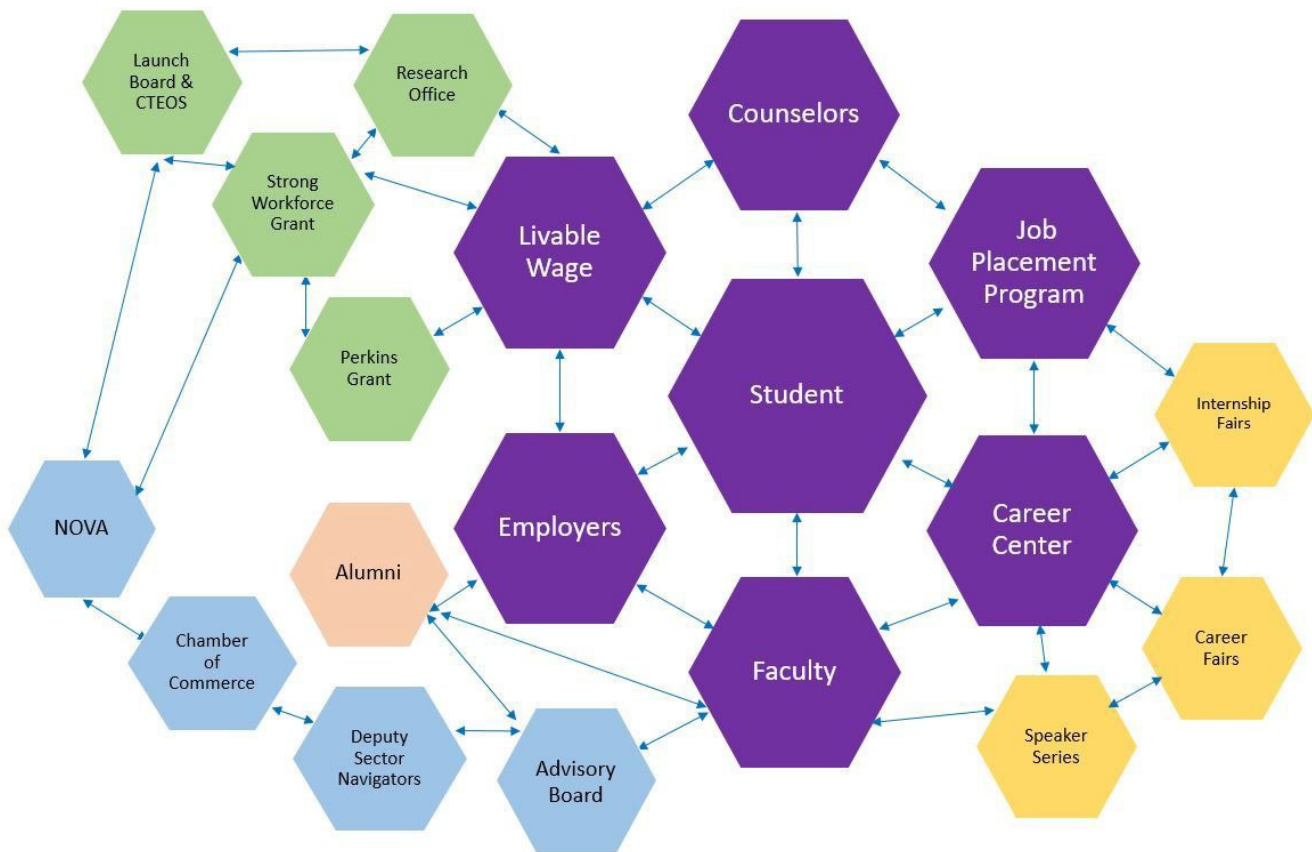 Launch
Board &
CTEOS
Research
Office
Counselors
Strong
Workforce
Grant
Livable
Wage
Job
Placement
Program
Perkins
Grant
Student
Internship
Fairs
NOVA
Employers
Career
Center
Alumni
Chamber
of
Commerce
Faculty
Career
Fairs
Deputy
Sector
Navigators
Advisory
Board
Speaker
Series